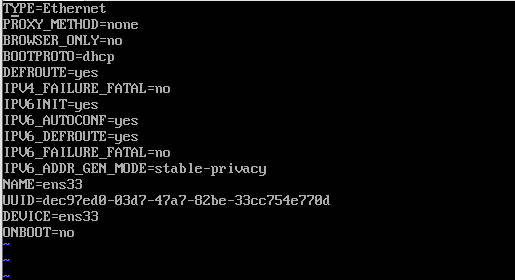 TYPE=Ethernet
PROXY_METHOD=none
BROWSER_ONLY=no
BOOTPROTO=dhcp
DEFROUTE=yes
IPV4_FAILURE_FATAL=no
IPV6INIT=yes
IPV6_AUTOCONF=yes
IPV6_DEFROUTE=yes
IPV6_FAILURE_FATAL=no
IPV6_ADDR_GEN_MODE=stable-privacy
NAME=ens33
UUID=dec97ed0-03d7-47a7-82be-33cc754e770d
DEVICE=ens33
ONBOOT=no
~
~
~